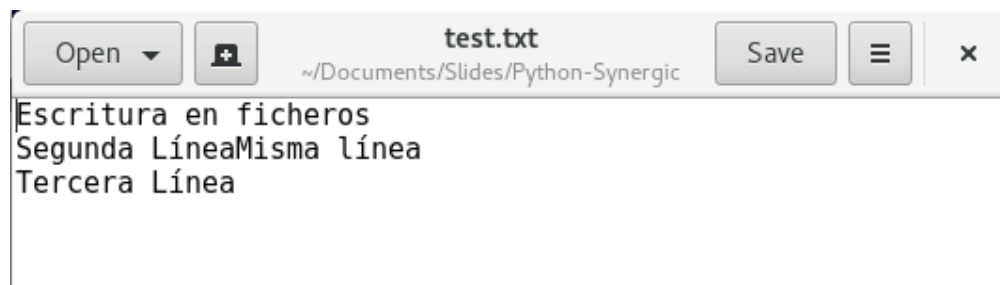 Open
test.txt
~/Documents/Slides/Python-Synergic
Save
Escritura en ficheros
Segunda LíneaMisma línea
Tercera Línea